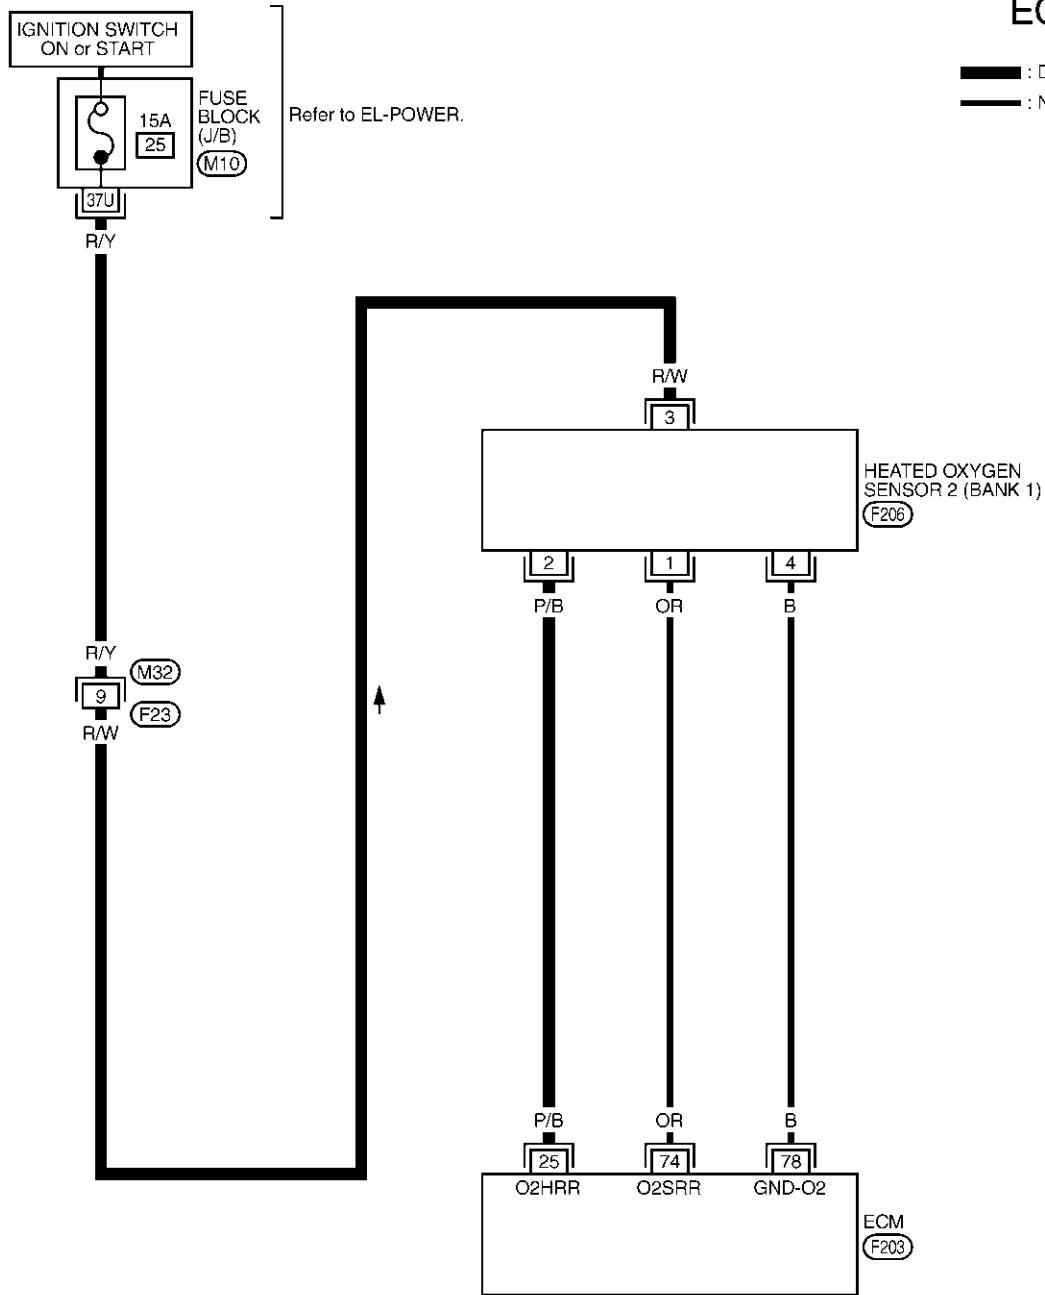 IGNITION SWITCH
ON or START
15A
25
FUSE
BLOCK
(J/B)
M10
Refer to EL-POWER.
37U
R/Y
R/W
3
HEATED OXYGEN
SENSOR 2 (BANK 1)
F206
2
1
4
P/B
OR
B
R/Y
M32
9
F23
R/W
P/B
OR
B
25
74
78
O2HRR
O2SRR
GND-O2
ECM
F203